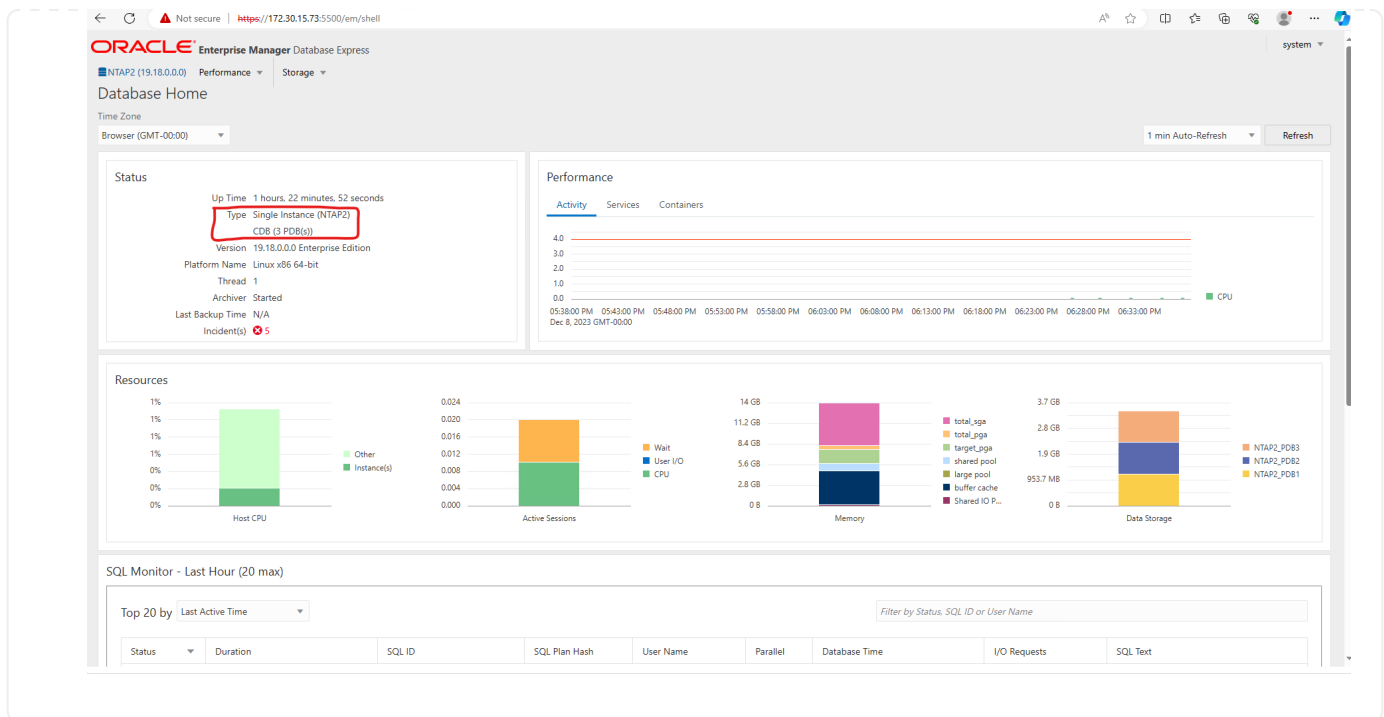 Not secure | https://172.30.15.73:5500/em/shell
ORACLE Enterprise Manager Database Express
system
NTAP2 (19.18.0.0.0) Performance Storage
Database Home
Time Zone
Browser (GMT-00:00)
1 min Auto-Refresh
Refresh
Status
Up Time 1 hours, 22 minutes, 52 seconds
Type Single Instance (NTAP2)
CDB (3 PDB(s))
Version 19.18.0.0.0 Enterprise Edition
Platform Name Linux x86 64-bit
Thread 1
Archiver Started
Last Backup Time N/A
Incident(s) 5
Performance
Activity Services Containers
4.0
3.0
2.0
1.0
0.0
CPU
05:38:00 PM 05:43:00 PM 05:48:00 PM 05:53:00 PM 05:58:00 PM 06:03:00 PM 06:08:00 PM 06:13:00 PM 06:18:00 PM 06:23:00 PM 06:28:00 PM 06:33:00 PM
Dec 8, 2023 GMT-00:00
Resources
1%
1%
1%
1%
0%
0%
0%
Host CPU
Other
Instance(s)
0.024
0.020
0.016
0.012
0.008
0.004
0.000
Active Sessions
Wait
User I/O
CPU
14 GB
11.2 GB
8.4 GB
5.6 GB
2.8 GB
0 B
Memory
total_sga
total_pga
target_pga
shared pool
large pool
buffer cache
Shared IO P...
3.7 GB
2.8 GB
1.9 GB
953.7 MB
0 B
Data Storage
NTAP2_PDB3
NTAP2_PDB2
NTAP2_PDB1
SQL Monitor - Last Hour (20 max)
Top 20 by Last Active Time
Filter by Status, SQL ID or User Name
Status Duration SQL ID SQL Plan Hash User Name Parallel Database Time I/O Requests SQL Text